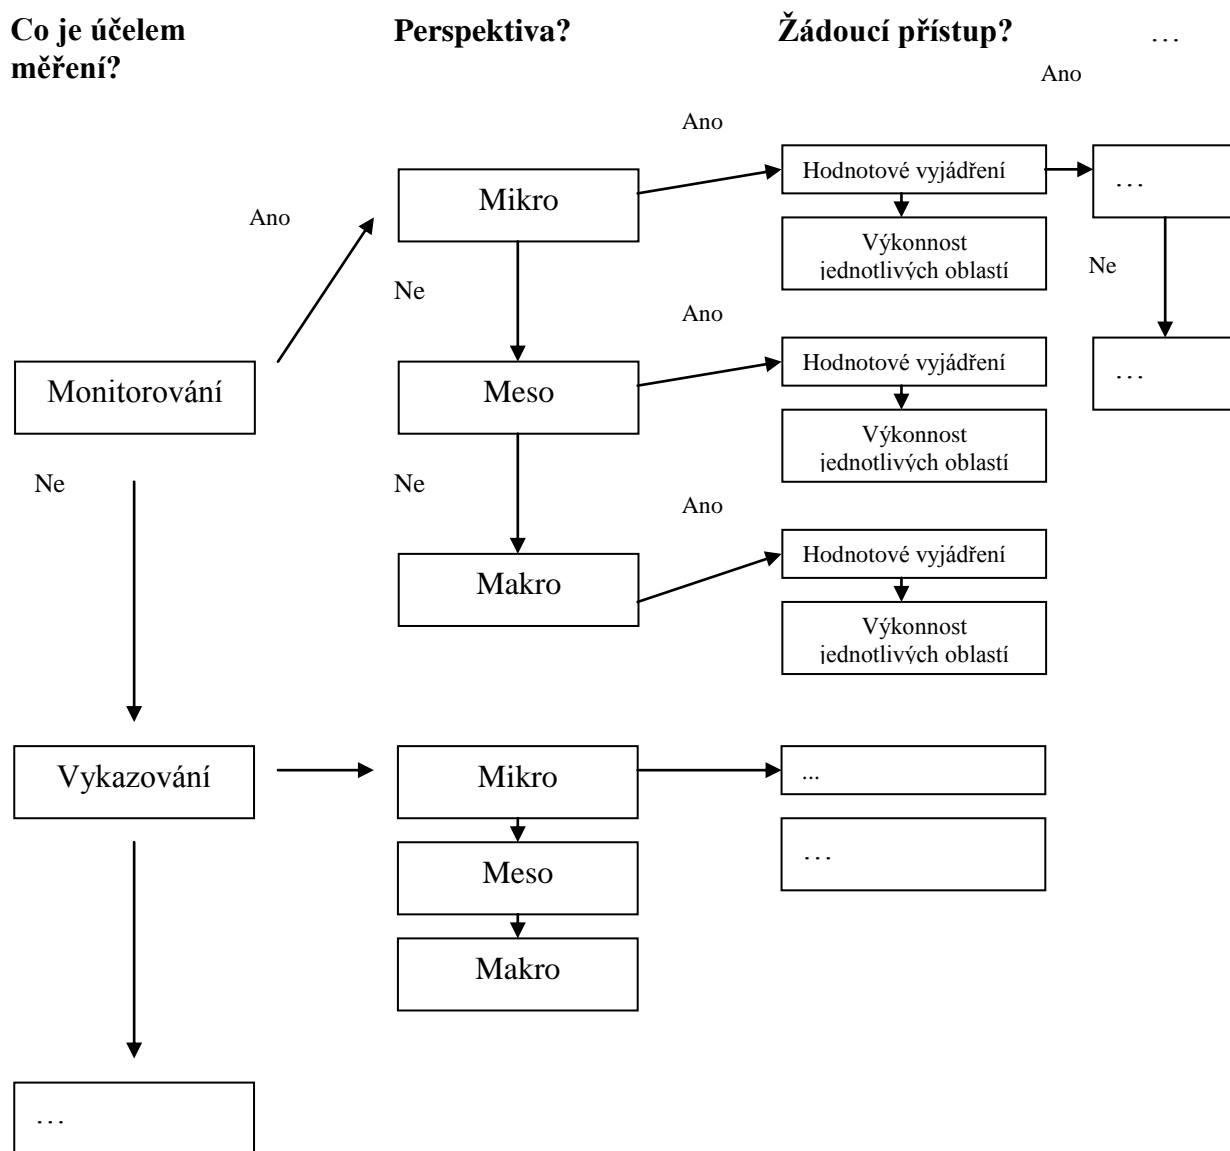 Co je účelem
měření?
Perspektiva?
Žádoucí přístup?
…
Ano
Ano
Hodnotové vyjádření
…
Mikro
Ano
Výkonnost
jednotlivých oblastí
Ne
Ne
Ano
Monitorování
Meso
Hodnotové vyjádření
…
Výkonnost
jednotlivých oblastí
Ne
Ne
Ano
Makro
Hodnotové vyjádření
Výkonnost
jednotlivých oblastí
Vykazování
Mikro
...
Meso
…
Makro
…